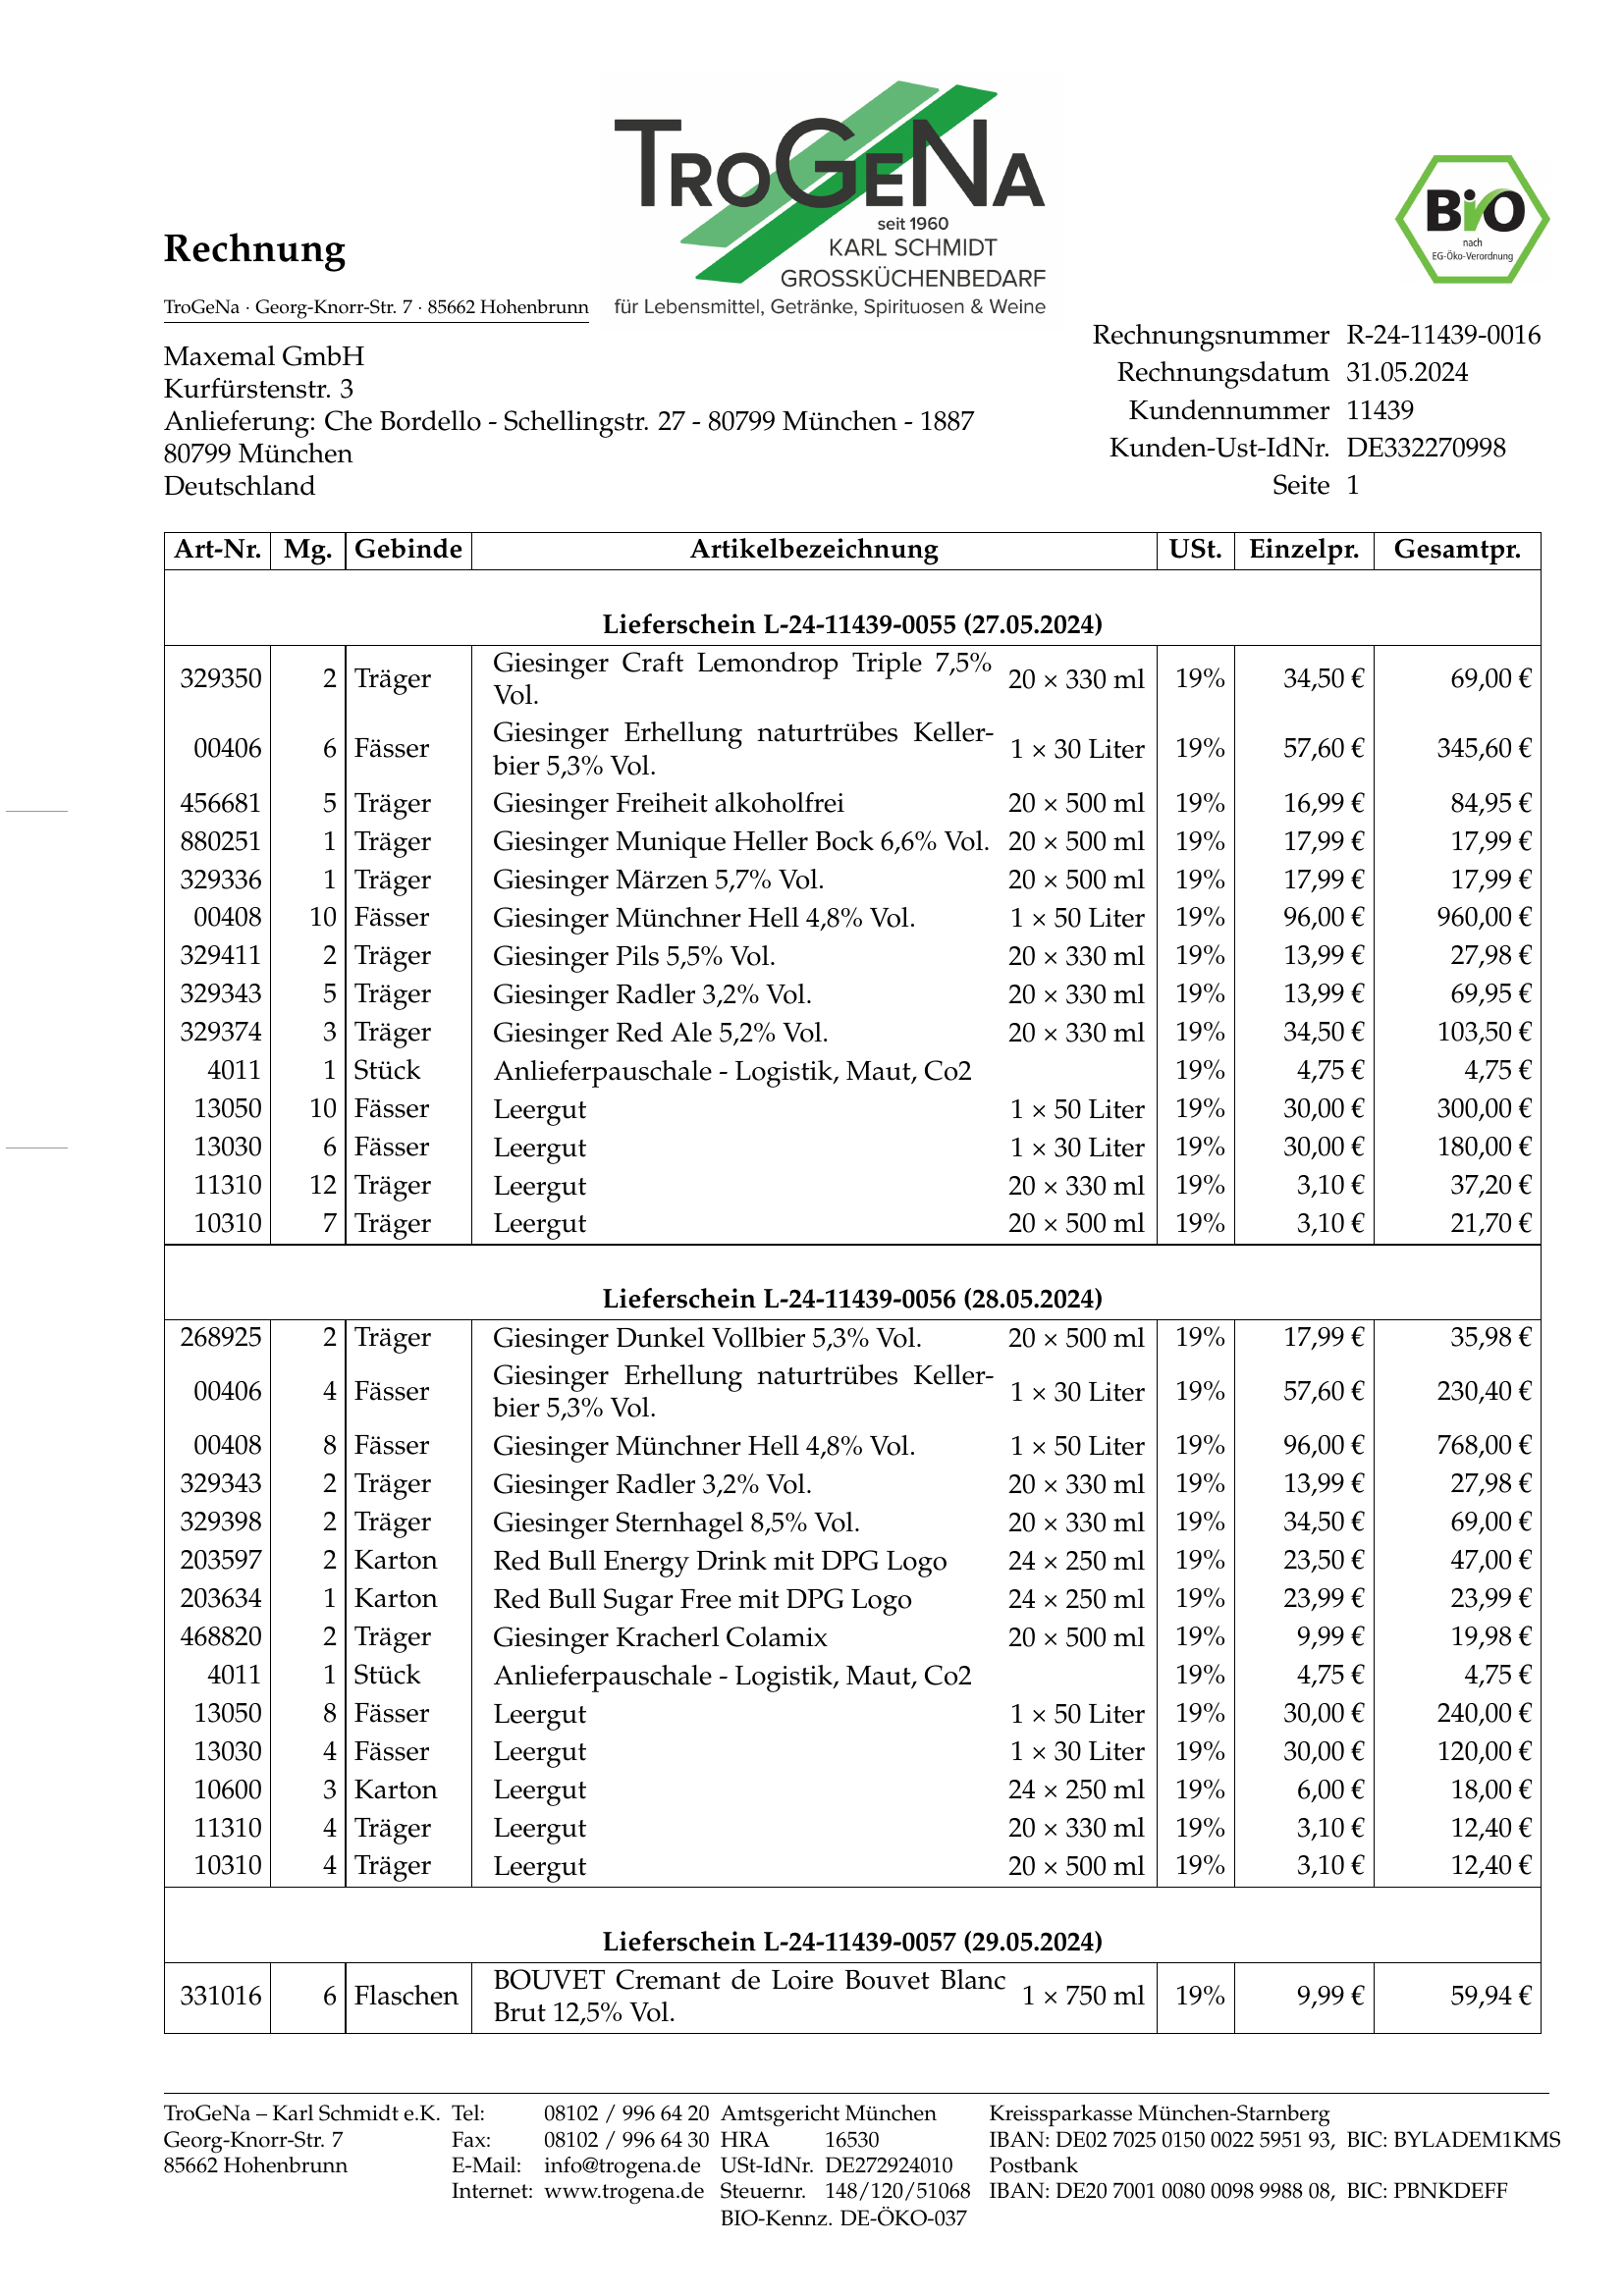 TroGeNa
seit 1960
KARL SCHMIDT
GROSSKÜCHENBEDARF
für Lebensmittel, Getränke, Spirituosen & Weine
BiO
nach
EG-Öko-Verordnung
Rechnung
TroGeNa · Georg-Knorr-Str. 7 · 85662 Hohenbrunn
Maxemal GmbH
Kurfürstenstr. 3
Anlieferung: Che Bordello - Schellingstr. 27 - 80799 München - 1887
80799 München
Deutschland
Rechnungsnummer R-24-11439-0016
Rechnungsdatum 31.05.2024
Kundennummer 11439
Kunden-Ust-IdNr. DE332270998
Seite 1
Art-Nr. Mg. Gebinde Artikelbezeichnung USt. Einzelpr. Gesamtpr.
Lieferschein L-24-11439-0055 (27.05.2024)
329350 2 Träger Giesinger Craft Lemondrop Triple 7,5% 20 × 330 ml 19% 34,50 € 69,00 €
Vol.
00406 6 Fässer Giesinger Erhellung naturtrübes Keller- 1 × 30 Liter 19% 57,60 € 345,60 €
bier 5,3% Vol.
456681 5 Träger Giesinger Freiheit alkoholfrei 20 × 500 ml 19% 16,99 € 84,95 €
880251 1 Träger Giesinger Munique Heller Bock 6,6% Vol. 20 × 500 ml 19% 17,99 € 17,99 €
329336 1 Träger Giesinger Märzen 5,7% Vol. 20 × 500 ml 19% 17,99 € 17,99 €
00408 10 Fässer Giesinger Münchner Hell 4,8% Vol. 1 × 50 Liter 19% 96,00 € 960,00 €
329411 2 Träger Giesinger Pils 5,5% Vol. 20 × 330 ml 19% 13,99 € 27,98 €
329343 5 Träger Giesinger Radler 3,2% Vol. 20 × 330 ml 19% 13,99 € 69,95 €
329374 3 Träger Giesinger Red Ale 5,2% Vol. 20 × 330 ml 19% 34,50 € 103,50 €
4011 1 Stück Anlieferpauschale - Logistik, Maut, Co2 19% 4,75 € 4,75 €
13050 10 Fässer Leergut 1 × 50 Liter 19% 30,00 € 300,00 €
13030 6 Fässer Leergut 1 × 30 Liter 19% 30,00 € 180,00 €
11310 12 Träger Leergut 20 × 330 ml 19% 3,10 € 37,20 €
10310 7 Träger Leergut 20 × 500 ml 19% 3,10 € 21,70 €
Lieferschein L-24-11439-0056 (28.05.2024)
268925 2 Träger Giesinger Dunkel Vollbier 5,3% Vol. 20 × 500 ml 19% 17,99 € 35,98 €
00406 4 Fässer Giesinger Erhellung naturtrübes Keller- 1 × 30 Liter 19% 57,60 € 230,40 €
bier 5,3% Vol.
00408 8 Fässer Giesinger Münchner Hell 4,8% Vol. 1 × 50 Liter 19% 96,00 € 768,00 €
329343 2 Träger Giesinger Radler 3,2% Vol. 20 × 330 ml 19% 13,99 € 27,98 €
329398 2 Träger Giesinger Sternhagel 8,5% Vol. 20 × 330 ml 19% 34,50 € 69,00 €
203597 2 Karton Red Bull Energy Drink mit DPG Logo 24 × 250 ml 19% 23,50 € 47,00 €
203634 1 Karton Red Bull Sugar Free mit DPG Logo 24 × 250 ml 19% 23,99 € 23,99 €
468820 2 Träger Giesinger Kracherl Colamix 20 × 500 ml 19% 9,99 € 19,98 €
4011 1 Stück Anlieferpauschale - Logistik, Maut, Co2 19% 4,75 € 4,75 €
13050 8 Fässer Leergut 1 × 50 Liter 19% 30,00 € 240,00 €
13030 4 Fässer Leergut 1 × 30 Liter 19% 30,00 € 120,00 €
10600 3 Karton Leergut 24 × 250 ml 19% 6,00 € 18,00 €
11310 4 Träger Leergut 20 × 330 ml 19% 3,10 € 12,40 €
10310 4 Träger Leergut 20 × 500 ml 19% 3,10 € 12,40 €
Lieferschein L-24-11439-0057 (29.05.2024)
331016 6 Flaschen BOUVET Cremant de Loire Bouvet Blanc 1 × 750 ml 19% 9,99 € 59,94 €
Brut 12,5% Vol.
TroGeNa – Karl Schmidt e.K. Tel: 08102 / 996 64 20 Amtsgericht München Kreissparkasse München-Starnberg
Georg-Knorr-Str. 7 Fax: 08102 / 996 64 30 HRA 16530 IBAN: DE02 7025 0150 0022 5951 93, BIC: BYLADEM1KMS
85662 Hohenbrunn E-Mail: info@trogena.de USt-IdNr. DE272924010 Postbank
Internet: www.trogena.de Steuernr. 148/120/51068 IBAN: DE20 7001 0080 0098 9988 08, BIC: PBNKDEFF
BIO-Kennz. DE-ÖKO-037